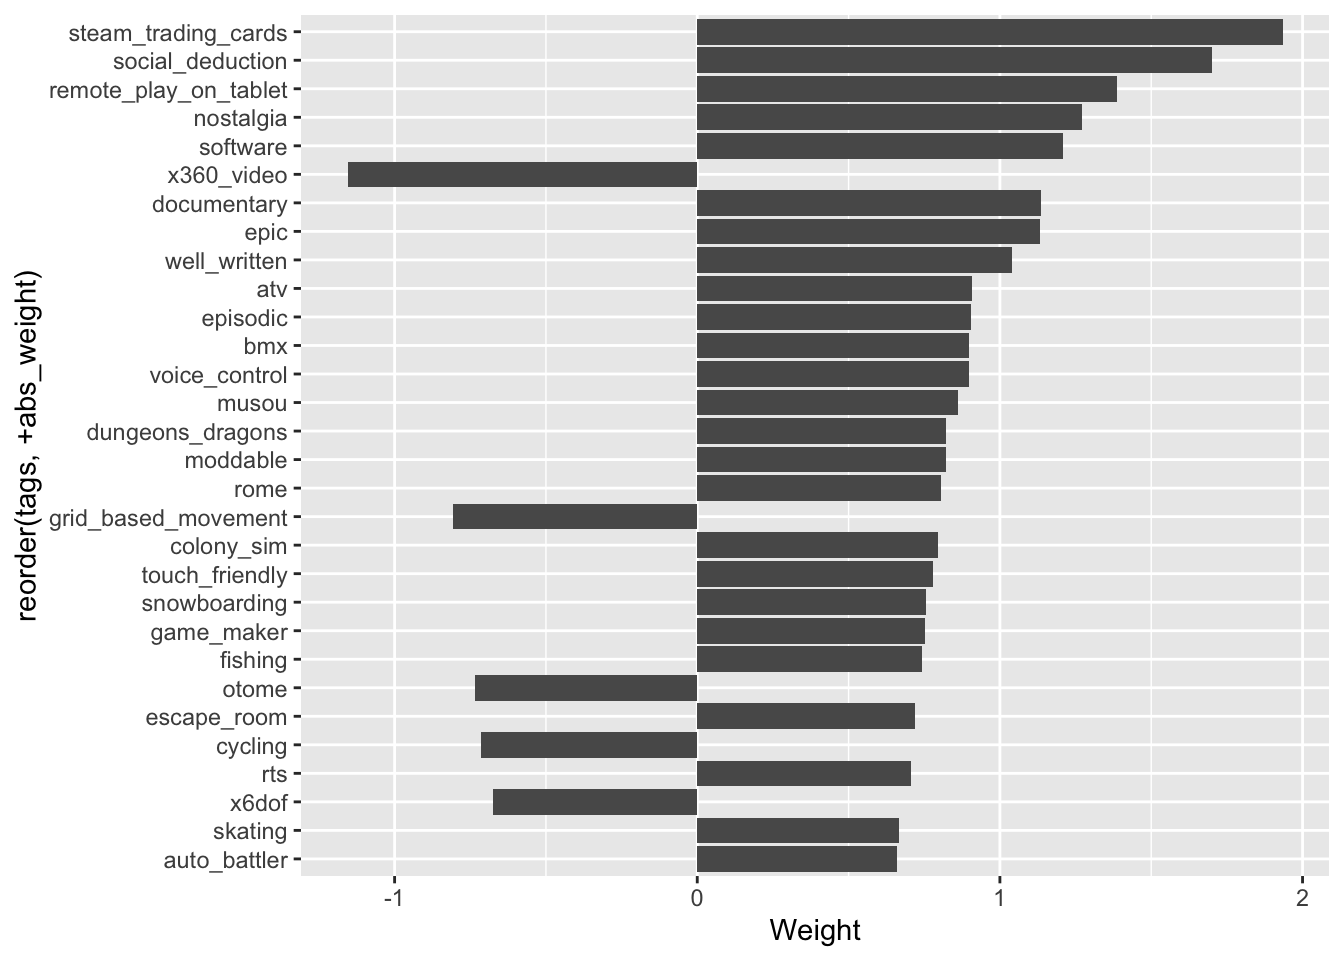 steam_trading_cards
social_deduction
remote_play_on_tablet
nostalgia
software
x360_video
documentary
epic
well_written
atv
episodic
bmx
voice_control
musou
dungeons_dragons
moddable
rome
grid_based_movement
colony_sim
touch_friendly
snowboarding
game_maker
fishing
otome
escape_room
cycling
rts
x6dof
skating
auto_battler
reorder(tags, +abs_weight)
-1 0 1 2
Weight